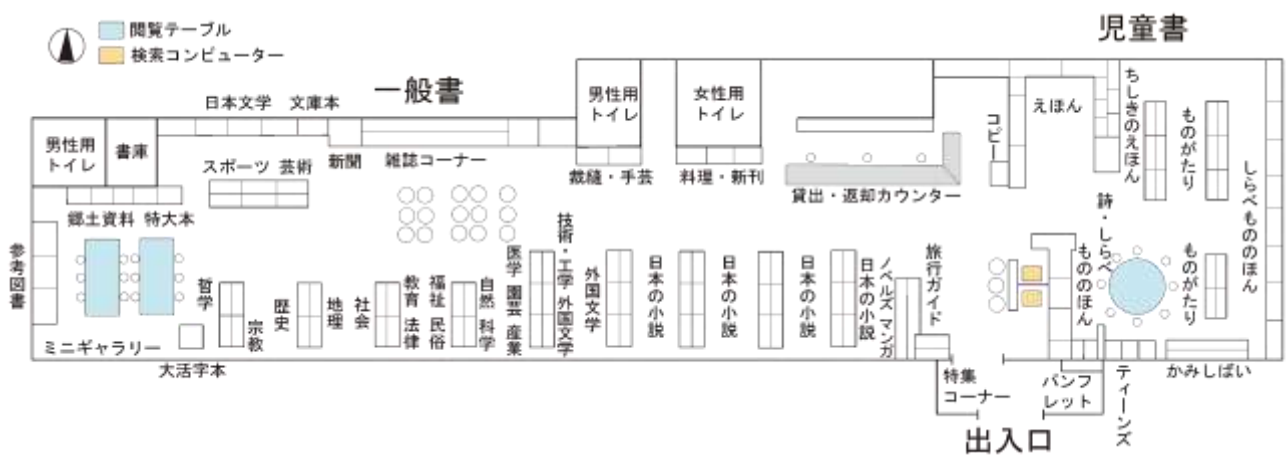 閲覧テーブル
検索コンピューター
児童書
一般書
日本文学 文庫本
男性用
トイレ
書庫
スポーツ 芸術
新聞
雑誌コーナー
男性用
トイレ
女性用
トイレ
裁縫・手芸
料理・新刊
貸出・返却カウンター
コピー
えほん
ちしきのえほん
ものがたり
しらべもののほん
郷土資料 特大本
参考図書
ミニギャラリー
大活字本
哲学
宗教
歴史
地理
社会
教育 法律
福祉 民俗
自然 科学
医学 園芸 産業
技術・工学 外国文学
外国文学
日本の小説
日本の小説
日本の小説
日本の小説
ノベルズ マンガ
旅行ガイド
特集
コーナー
詩・しらべ
もののほん
ものがたり
パンフ
レット
ティーンズ
かみしばい
出入口